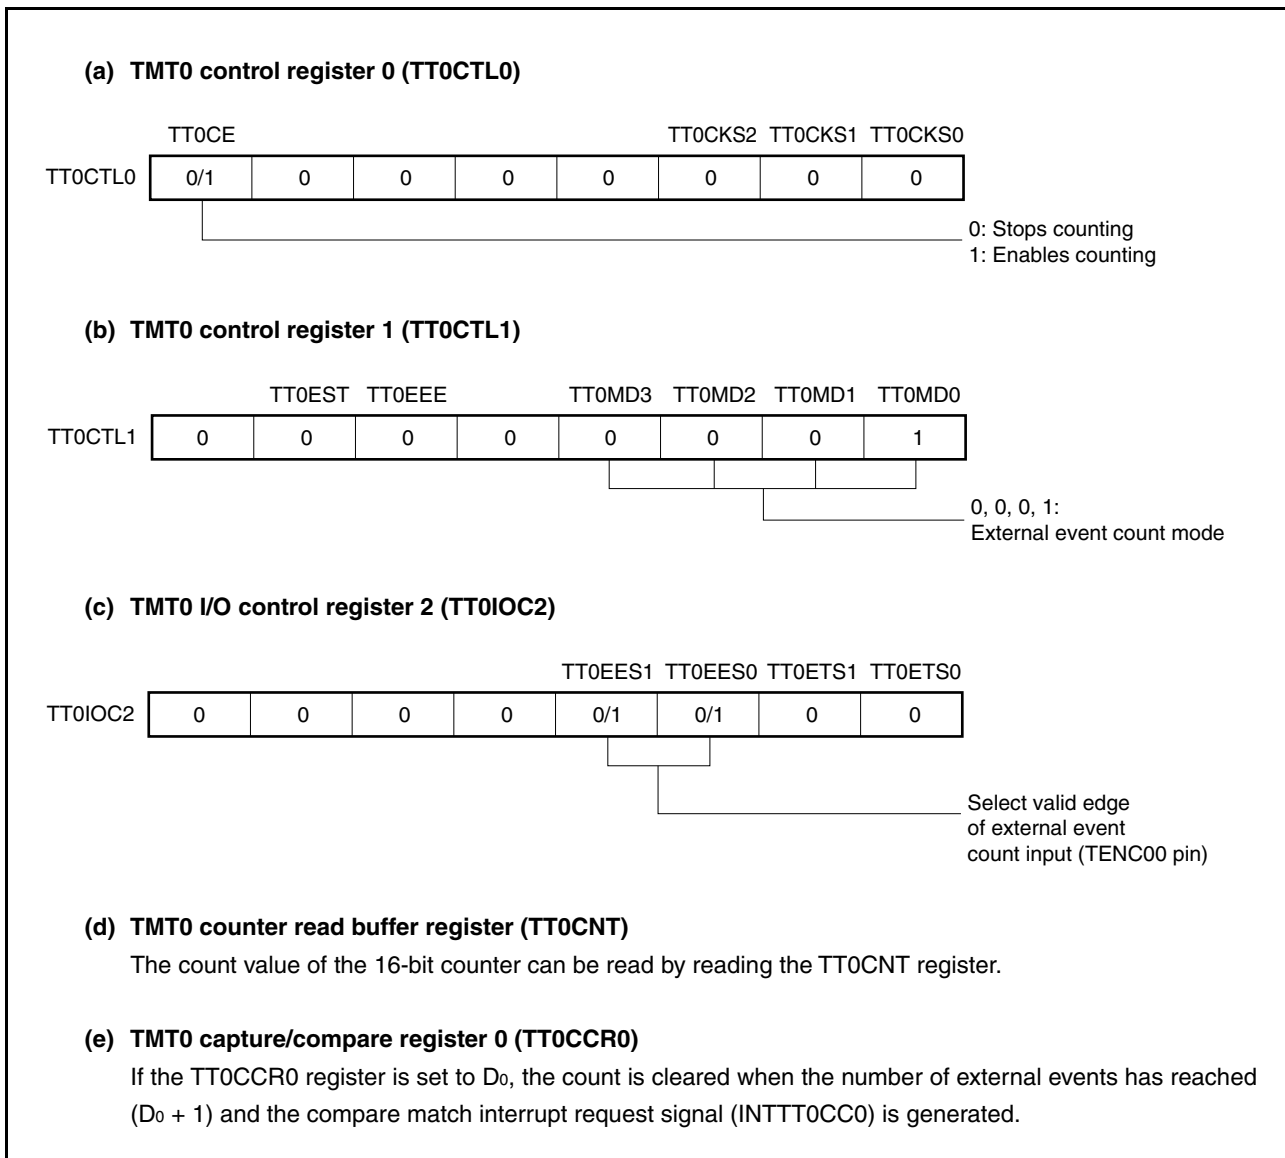 (a) TMT0 control register 0 (TT0CTL0)
TT0CE TT0CKS2 TT0CKS1 TT0CKS0
TT0CTL0 0/1 0 0 0 0 0 0 0
0: Stops counting
1: Enables counting
(b) TMT0 control register 1 (TT0CTL1)
TT0EST TT0EEE TT0MD3 TT0MD2 TT0MD1 TT0MD0
TT0CTL1 0 0 0 0 0 0 0 1
0, 0, 0, 1:
External event count mode
(c) TMT0 I/O control register 2 (TT0IOC2)
TT0EES1 TT0EES0 TT0ETS1 TT0ETS0
TT0IOC2 0 0 0 0 0/1 0/1 0 0
Select valid edge
of external event
count input (TENC00 pin)
(d) TMT0 counter read buffer register (TT0CNT)
The count value of the 16-bit counter can be read by reading the TT0CNT register.
(e) TMT0 capture/compare register 0 (TT0CCR0)
If the TT0CCR0 register is set to D0, the count is cleared when the number of external events has reached
(D0 + 1) and the compare match interrupt request signal (INTTT0CC0) is generated.